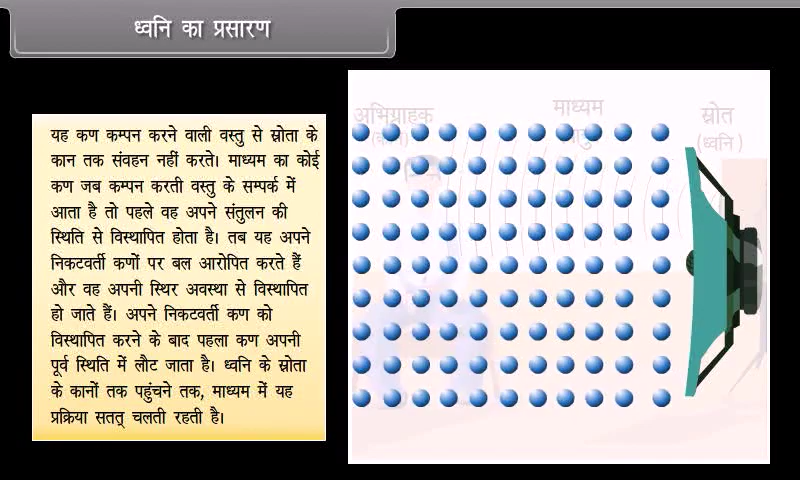 ध्वनि का प्रसारण
यह कण कम्पन करने वाली वस्तु से स्रोता के
कान तक संवहन नहीं करते। माध्यम का कोई
कण जब कम्पन करती वस्तु के सम्पर्क में
आता है तो पहले वह अपने संतुलन की
स्थिति से विस्थापित होता है। तब यह अपने
निकटवर्ती कणों पर बल आरोपित करते हैं
और वह अपनी स्थिर अवस्था से विस्थापित
हो जाते हैं। अपने निकटवर्ती कण को
विस्थापित करने के बाद पहला कण अपनी
पूर्व स्थिति में लौट जाता है। ध्वनि के स्रोता
के कानों तक पहुंचने तक, माध्यम में यह
प्रक्रिया सतत् चलती रहती है।
अभिग्राहक
माध्यम
स्रोत
(ध्वनि )